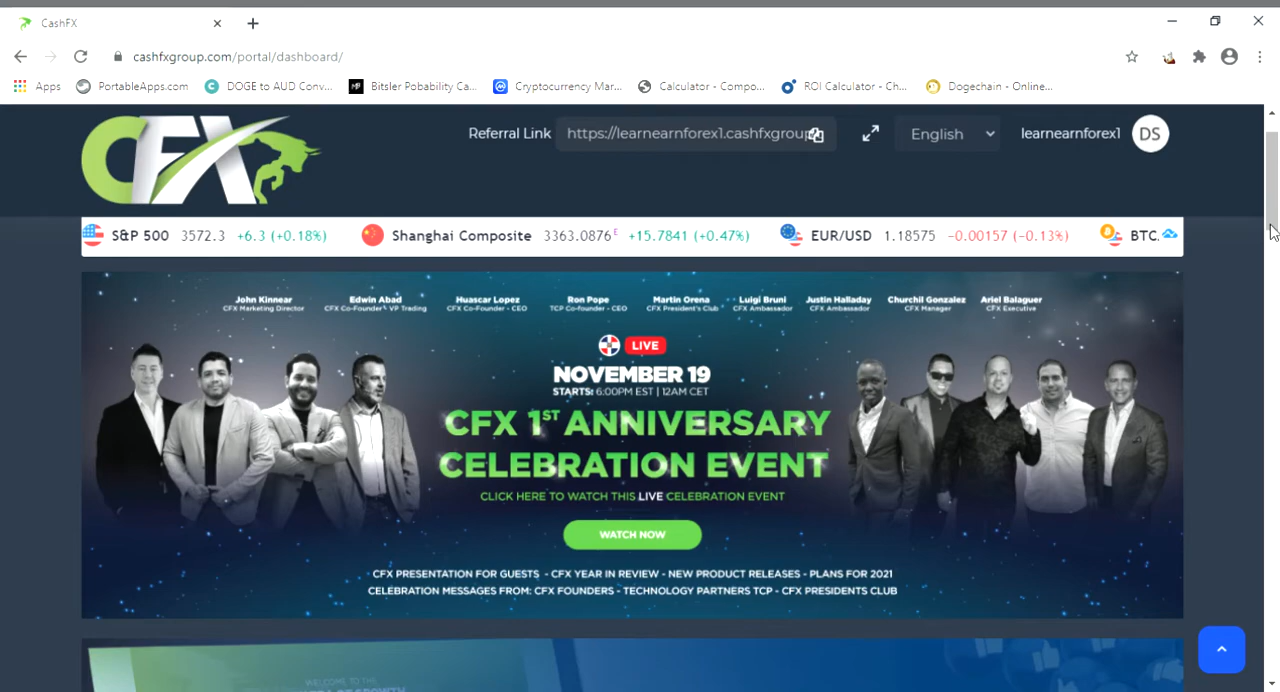 CashFX
cashfxgroup.com/portal/dashboard/
Apps PortableApps.com DOGE to AUD Conv... Bitsler Pobability Ca... Cryptocurrency Mar... Calculator - Compo... ROI Calculator - Ch... Dogechain - Online...
CFX
Referral Link https://learnearnforex1.cashfxgroup English learnearnforex1 DS
S&P 500 3572.3 +6.3 (+0.18%) Shanghai Composite 3363.0876 E +15.7841 (+0.47%) EUR/USD 1.18575 -0.00157 (-0.13%) BTC.
John Kinnear Edwin Abad Huascar Lopez Ron Pope Martin Orena Luigi Bruni Justin Halladay Churchil Gonzalez Ariel Balaguer
CFX Marketing Director CFX Co-Founder - VP Trading CFX Co-Founder - CEO TCP Co-founder - CEO CFX President's Club CFX Ambassador CFX Ambassador CFX Manager CFX Executive
LIVE
NOVEMBER 19
STARTS: 6:00PM EST | 12AM CET
CFX 1ST ANNIVERSARY
CELEBRATION EVENT
CLICK HERE TO WATCH THIS LIVE CELEBRATION EVENT
WATCH NOW
CFX PRESENTATION FOR GUESTS - CFX YEAR IN REVIEW - NEW PRODUCT RELEASES - PLANS FOR 2021
CELEBRATION MESSAGES FROM: CFX FOUNDERS - TECHNOLOGY PARTNERS TCP - CFX PRESIDENTS CLUB
WELCOME TO THE